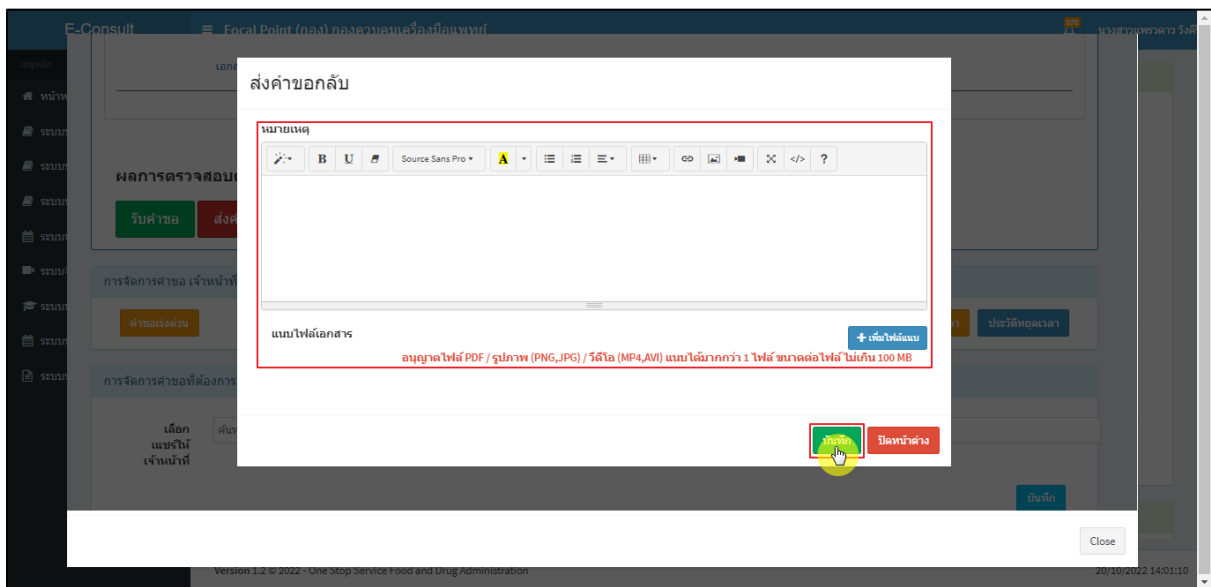 E-Consult
Focal Point (กอง) กองควบคุมเครื่องมือแพทย์
เมนูหลัก
ส่งคำขอกลับ
หมายเหตุ
B U Source Sans Pro A </> ?
ผลการตรวจสอบ
รับคำขอ
การจัดการคำขอ เจ้าหน้าที่
คำขอเร่งด่วน
ประวัติหยุดเวลา
แนบไฟล์เอกสาร
เพิ่มไฟล์แนบ
อนุญาตไฟล์ PDF / รูปภาพ (PNG,JPG) / วีดีโอ (MP4,AVI) แนบได้มากกว่า 1 ไฟล์ ขนาดต่อไฟล์ ไม่เกิน 100 MB
การจัดการคำขอที่ต้องการ
เลือก
แชร์ให้
เจ้าหน้าที่
บันทึก
ปิดหน้าต่าง
บันทึก
Close
Version 1.2 © 2022 - One Stop Service Food and Drug Administration
20/10/2022 14:01:10